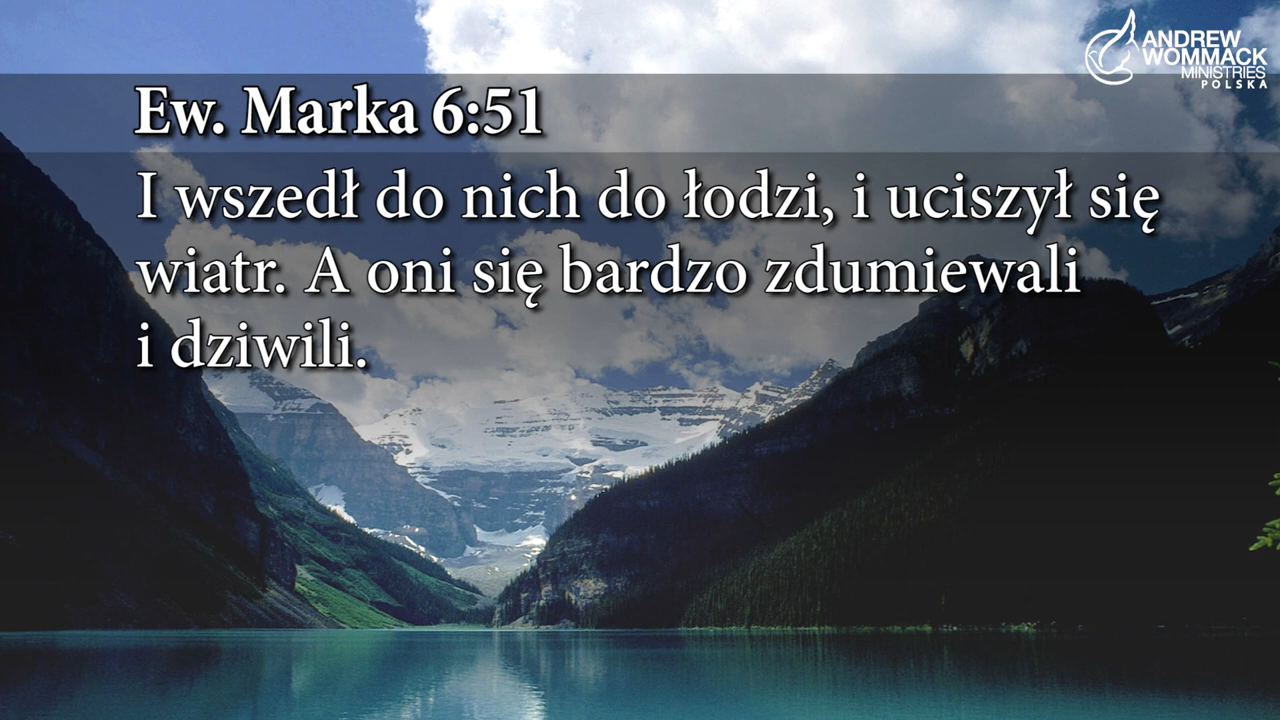 ANDREW
WOMMACK
MINISTRIES
POLSKA
Ew. Marka 6:51
I wszedł do nich do łodzi, i uciszył się
wiatr. A oni się bardzo zdumiewali
i dziwili.